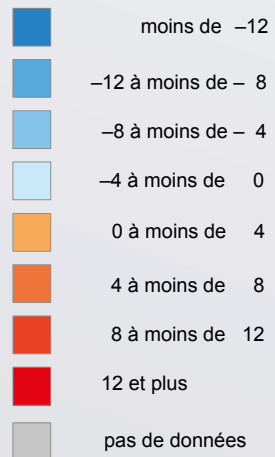 moins de –12
–12 à moins de – 8
–8 à moins de – 4
–4 à moins de 0
0 à moins de 4
4 à moins de 8
8 à moins de 12
12 et plus
pas de données